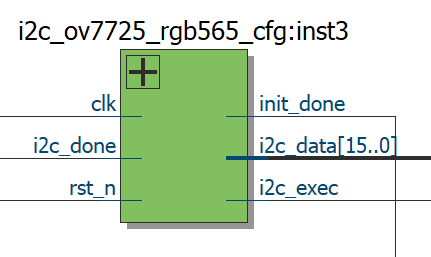 i2c_ov7725_rgb565_cfg:inst3
clk init_done
i2c_done i2c_data[15..0]
rst_n i2c_exec